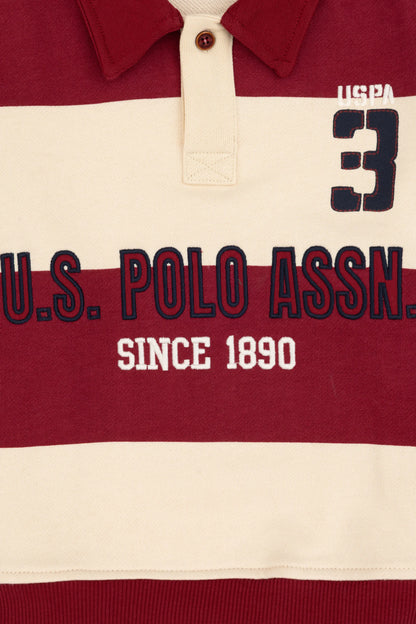 USPA
3
U.S. POLO ASSN.
SINCE 1890